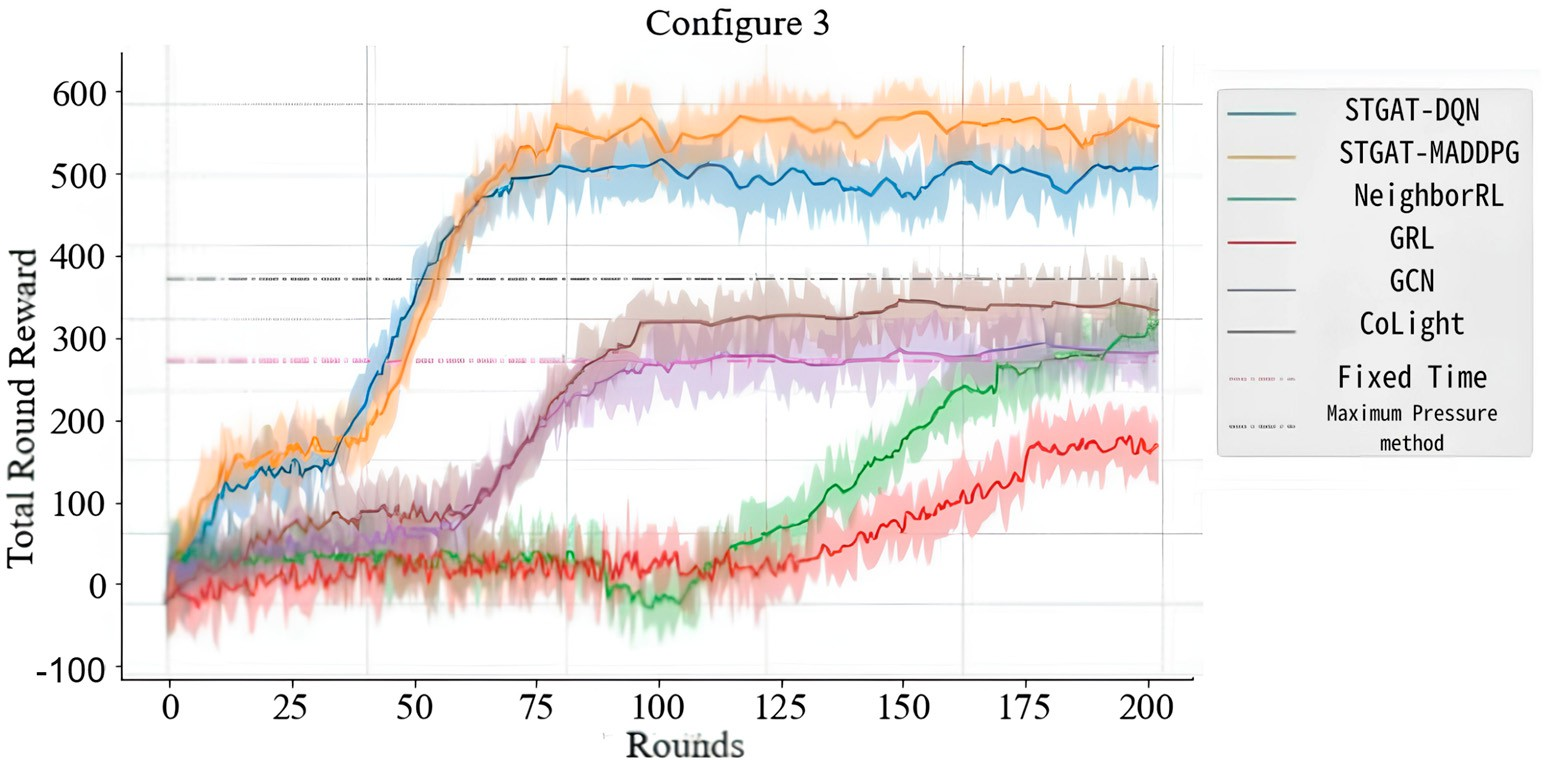 Configure 3
Total Round Reward
600
500
400
300
200
100
0
-100
0 25 50 75 100 125 150 175 200
Rounds
STGAT-DQN
STGAT-MADDPG
NeighborRL
GRL
GCN
CoLight
Fixed Time
Maximum Pressure
method